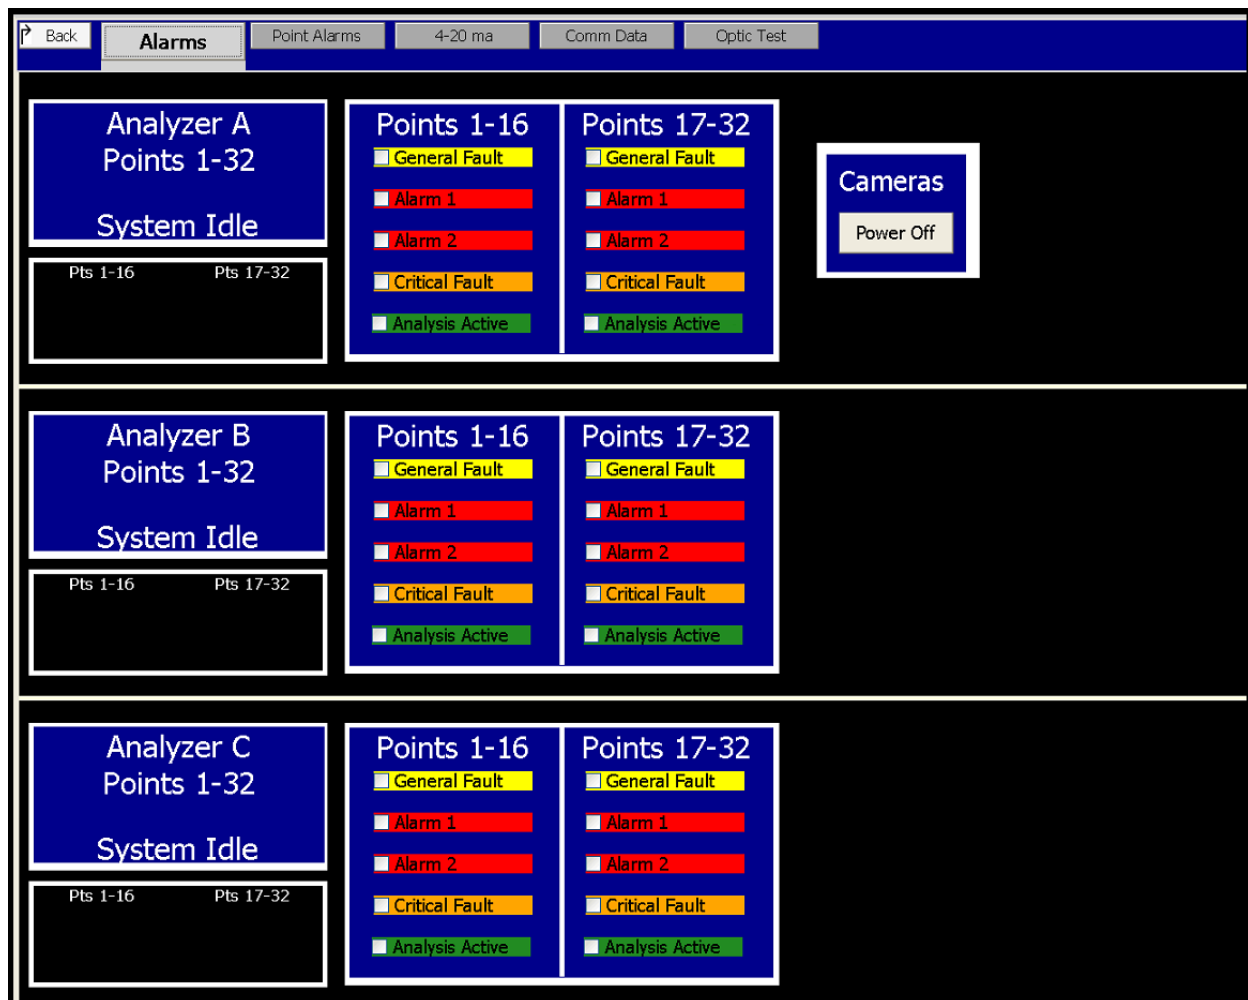 Back
Alarms
Point Alarms
4-20 ma
Comm Data
Optic Test
Analyzer A
Points 1-32
System Idle
Pts 1-16 Pts 17-32
Points 1-16
General Fault
Alarm 1
Alarm 2
Critical Fault
Analysis Active
Points 17-32
General Fault
Alarm 1
Alarm 2
Critical Fault
Analysis Active
Cameras
Power Off
Analyzer B
Points 1-32
System Idle
Pts 1-16 Pts 17-32
Points 1-16
General Fault
Alarm 1
Alarm 2
Critical Fault
Analysis Active
Points 17-32
General Fault
Alarm 1
Alarm 2
Critical Fault
Analysis Active
Analyzer C
Points 1-32
System Idle
Pts 1-16 Pts 17-32
Points 1-16
General Fault
Alarm 1
Alarm 2
Critical Fault
Analysis Active
Points 17-32
General Fault
Alarm 1
Alarm 2
Critical Fault
Analysis Active